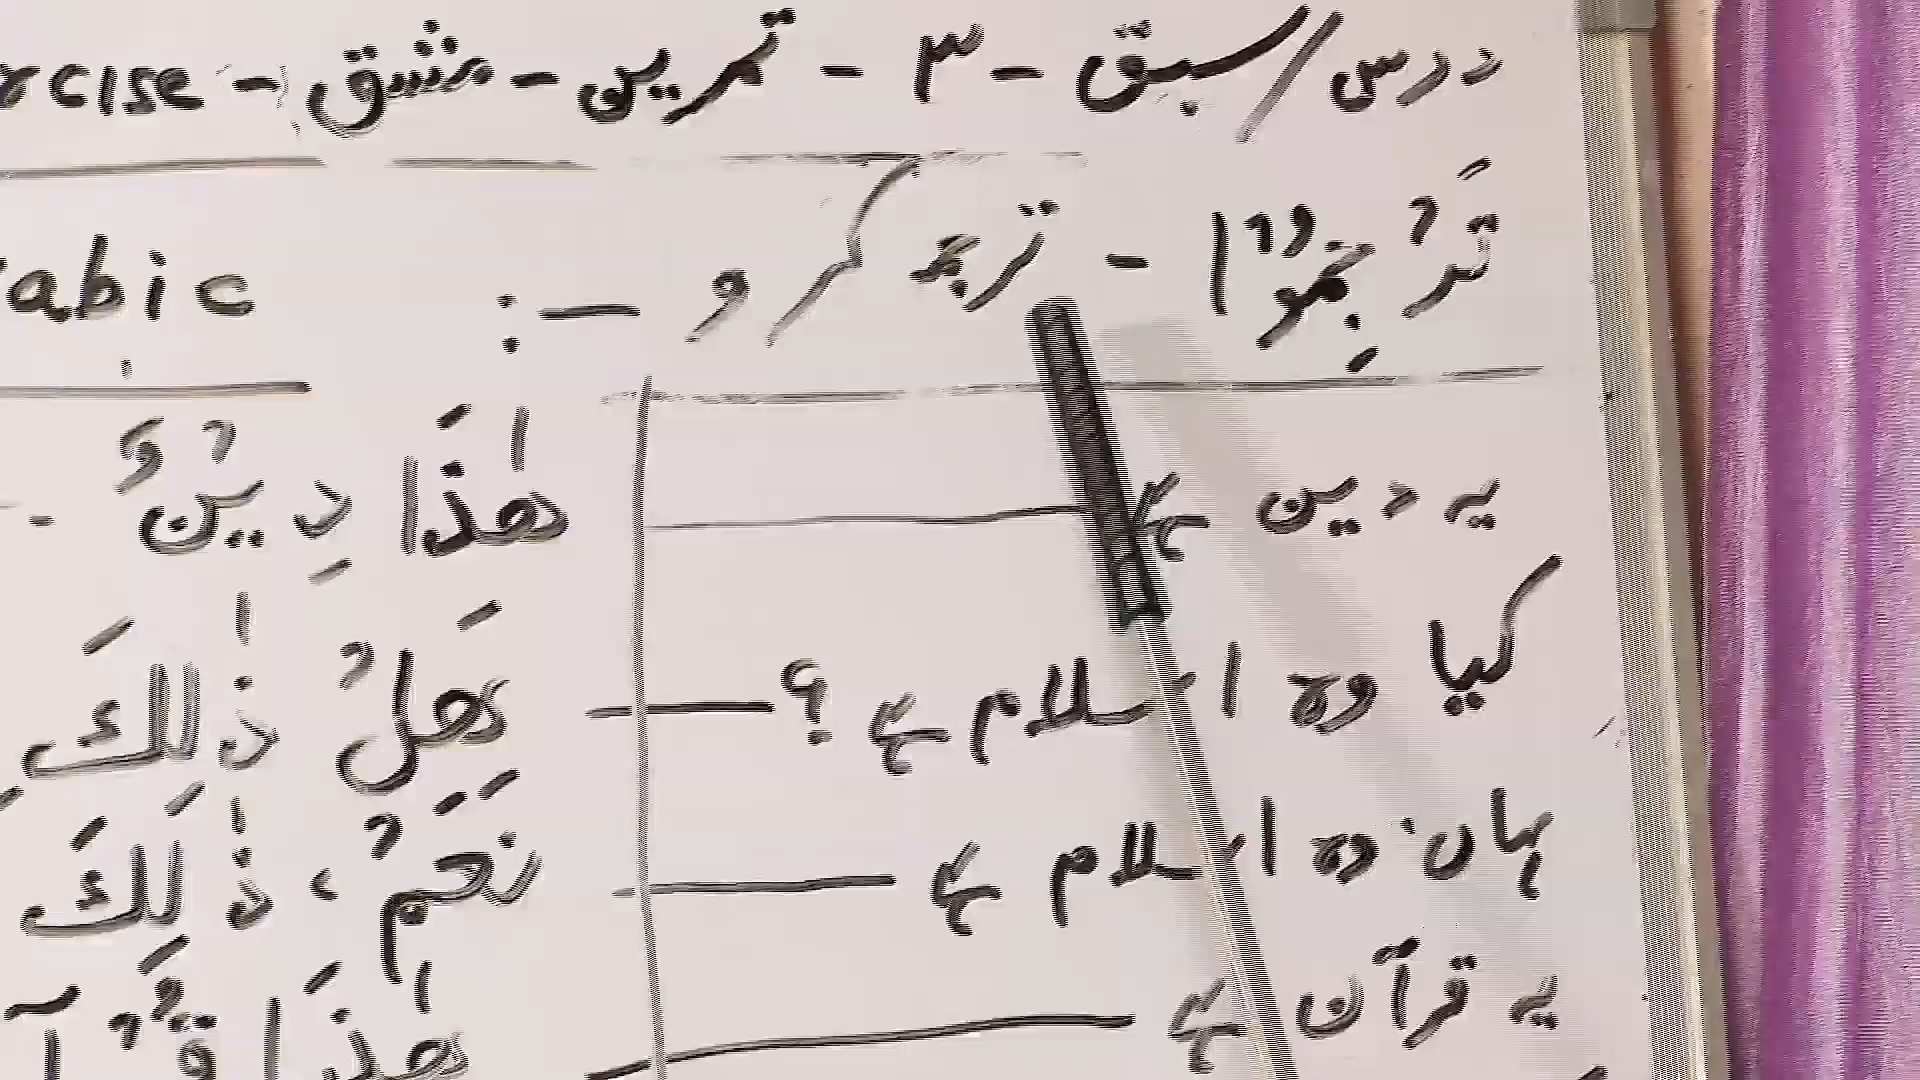 درس/سبق - ۳ - تمرین - مشق - rcise
تَرْجِمُوْا - ترجمہ کرو -: abic
یہ دین ہے — هٰذَا دِيْنٌ -
کیا وہ اسلام ہے؟ — هَلْ ذٰلِكَ
ہاں وہ اسلام ہے — نَعَمْ، ذٰلِكَ
یہ قرآن ہے — هٰذَا قُرْآ